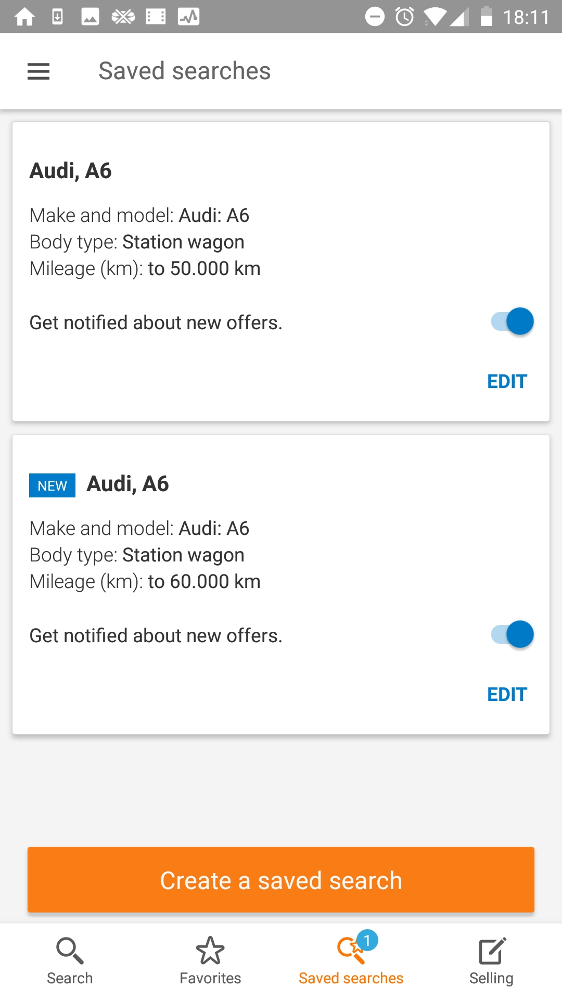 18:11
Saved searches
Audi, A6
Make and model: Audi: A6
Body type: Station wagon
Mileage (km): to 50.000 km
Get notified about new offers.
EDIT
NEW Audi, A6
Make and model: Audi: A6
Body type: Station wagon
Mileage (km): to 60.000 km
Get notified about new offers.
EDIT
Create a saved search
1
Search Favorites Saved searches Selling